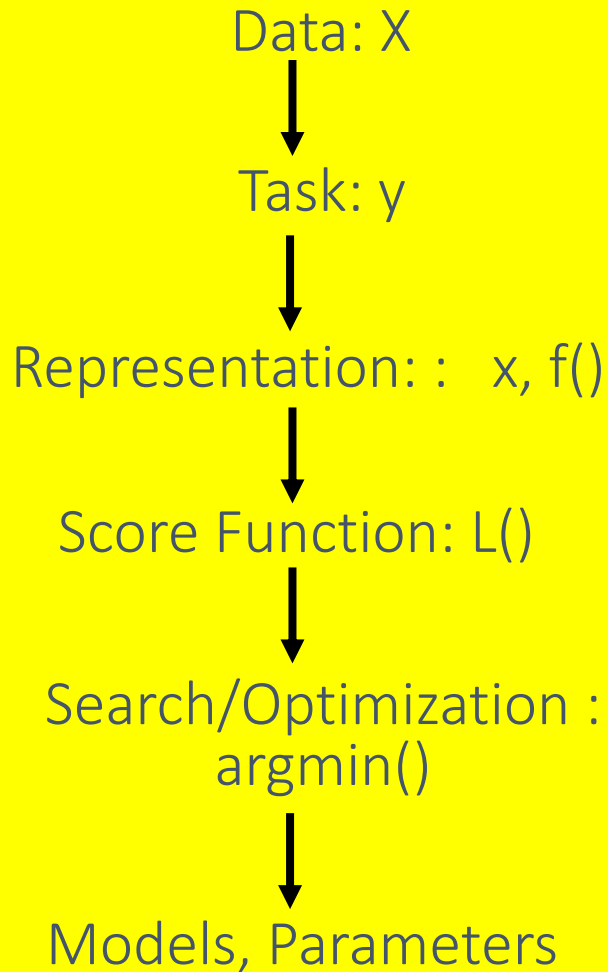 Data: X
Task: y
Representation: :   x, f()
Score Function: L()
Search/Optimization :
argmin()
Models, Parameters